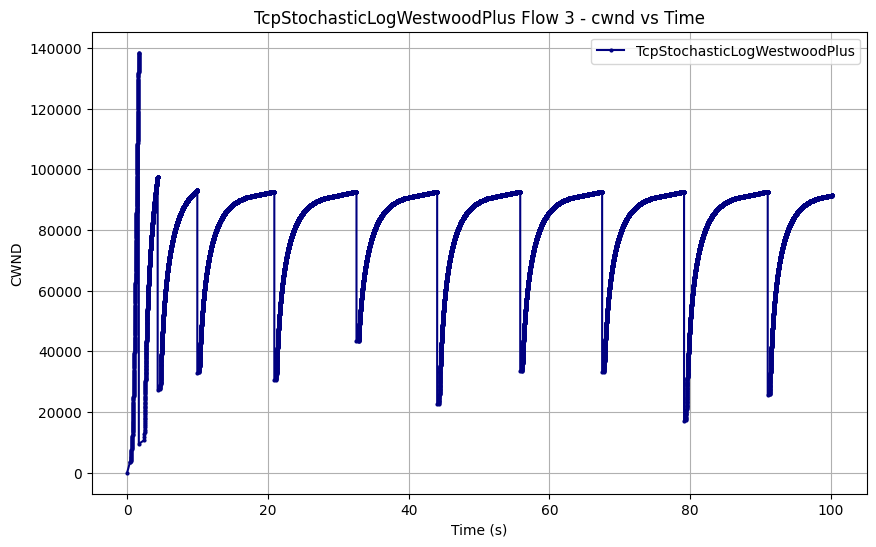 TcpStochasticLogWestwoodPlus Flow 3 - cwnd vs Time
TcpStochasticLogWestwoodPlus
140000
120000
100000
80000
60000
40000
20000
0
CWND
0 20 40 60 80 100
Time (s)